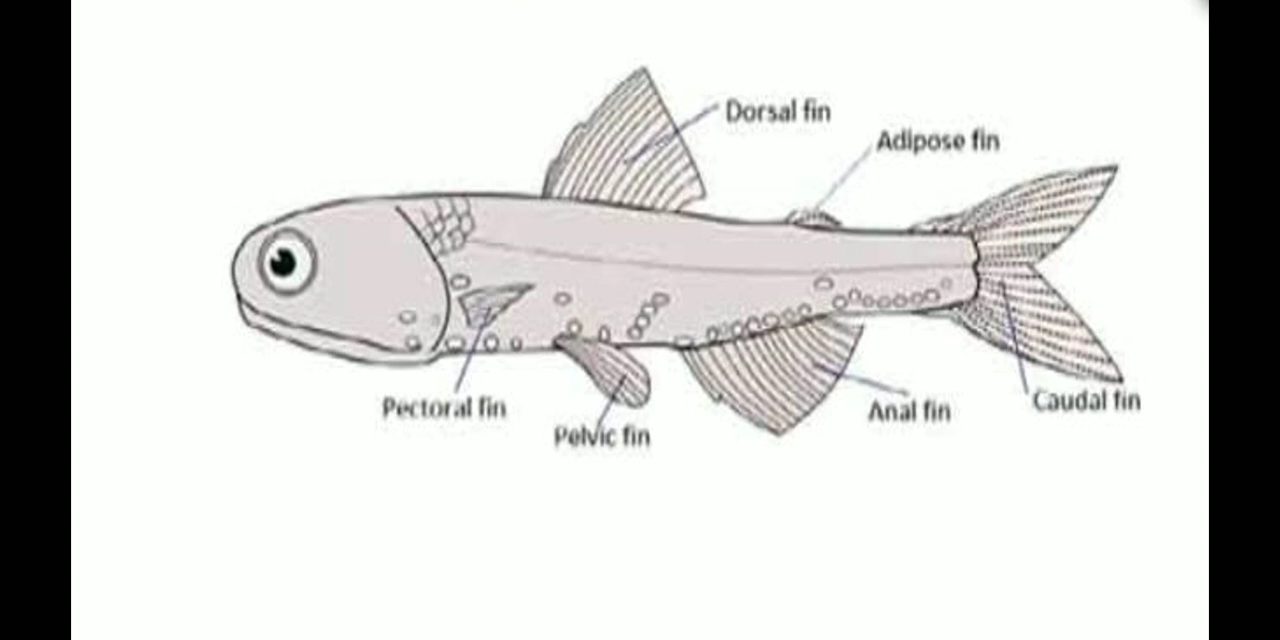 Dorsal fin
Adipose fin
Pectoral fin
Pelvic fin
Anal fin
Caudal fin